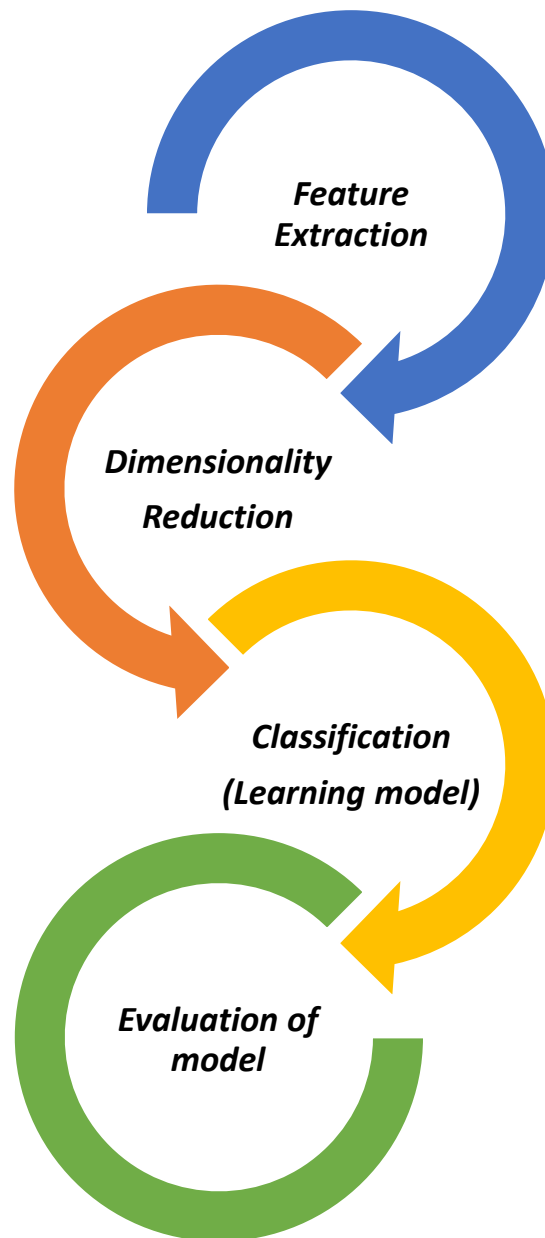 Feature
Extraction
Dimensionality
Reduction
Classification
(Learning model)
Evaluation of
model